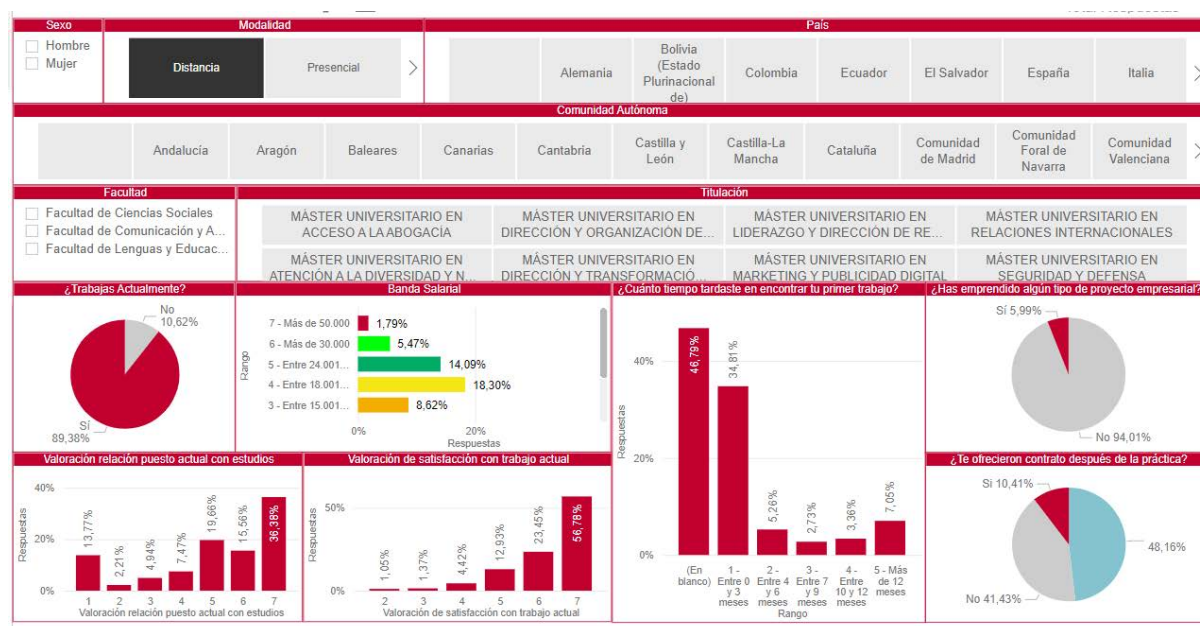 Sexo
Modalidad
País
Hombre
Mujer
Distancia
Presencial
Alemania
Bolivia
(Estado
Plurinacional
de)
Colombia
Ecuador
El Salvador
España
Italia
Comunidad Autónoma
Andalucía
Aragón
Baleares
Canarias
Cantabria
Castilla y
León
Castilla-La
Mancha
Cataluña
Comunidad
de Madrid
Comunidad
Foral de
Navarra
Comunidad
Valenciana
Facultad
Titulación
Facultad de Ciencias Sociales
Facultad de Comunicación y A...
Facultad de Lenguas y Educac...
MÁSTER UNIVERSITARIO EN
ACCESO A LA ABOGACÍA
MÁSTER UNIVERSITARIO EN
DIRECCIÓN Y ORGANIZACIÓN DE...
MÁSTER UNIVERSITARIO EN
LIDERAZGO Y DIRECCIÓN DE RE...
MÁSTER UNIVERSITARIO EN
RELACIONES INTERNACIONALES
MÁSTER UNIVERSITARIO EN
ATENCIÓN A LA DIVERSIDAD Y N...
MÁSTER UNIVERSITARIO EN
DIRECCIÓN Y TRANSFORMACIÓ...
MÁSTER UNIVERSITARIO EN
MARKETING Y PUBLICIDAD DIGITAL
MÁSTER UNIVERSITARIO EN
SEGURIDAD Y DEFENSA
¿Trabajas Actualmente?
No
10,62%
Sí
89,38%
Banda Salarial
Rango
7 - Más de 50.000
1,79%
6 - Más de 30.000
5,47%
5 - Entre 24.001...
14,09%
4 - Entre 18.001...
18,30%
3 - Entre 15.001...
8,62%
0%
20%
Respuestas
¿Cuánto tiempo tardaste en encontrar tu primer trabajo?
Respuestas
40%
20%
0%
46,79%
34,81%
5,26%
2,73%
3,36%
7,05%
(En
blanco)
1 -
Entre 0
y 3
meses
2 -
Entre 4
y 6
meses
3 -
Entre 7
y 9
meses
4 -
Entre
10 y 12
meses
5 - Más
de 12
meses
Rango
¿Has emprendido algún tipo de proyecto empresarial?
Sí 5,99%
No 94,01%
Valoración relación puesto actual con estudios
Respuestas
40%
20%
0%
13,77%
2,21%
4,94%
7,47%
19,66%
15,56%
36,38%
1
2
3
4
5
6
7
Valoración relación puesto actual con estudios
Valoración de satisfacción con trabajo actual
Respuestas
50%
0%
1,05%
1,37%
4,42%
12,93%
23,45%
56,78%
2
3
4
5
6
7
Valoración de satisfacción con trabajo actual
¿Te ofrecieron contrato después de la práctica?
Si 10,41%
48,16%
No 41,43%